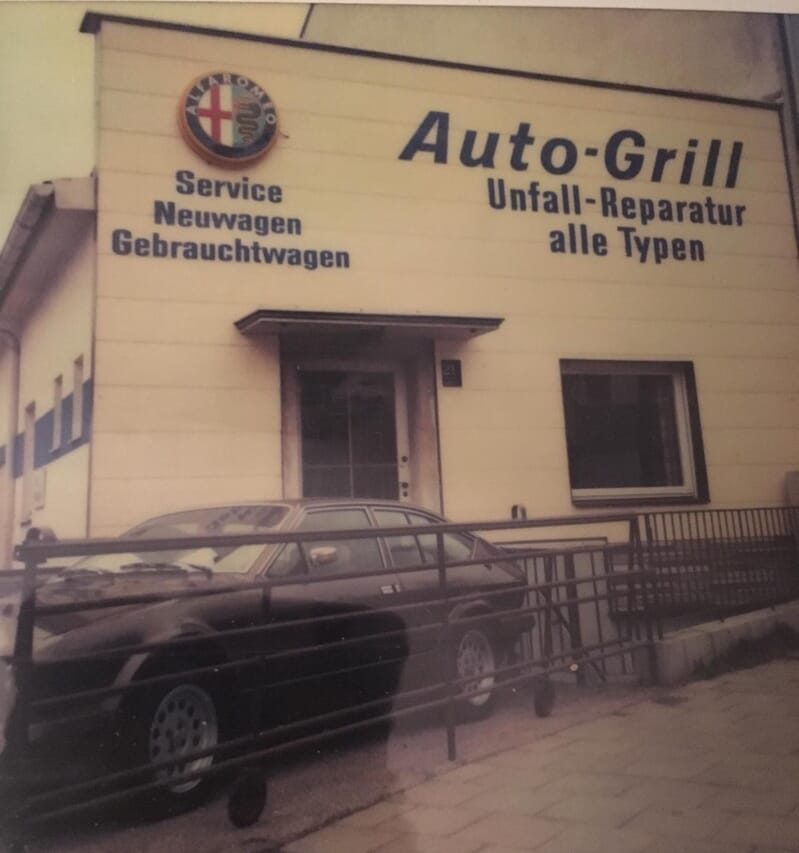 ALFA ROMEO
Service
Neuwagen
Gebrauchtwagen
Auto-Grill
Unfall-Reparatur
alle Typen